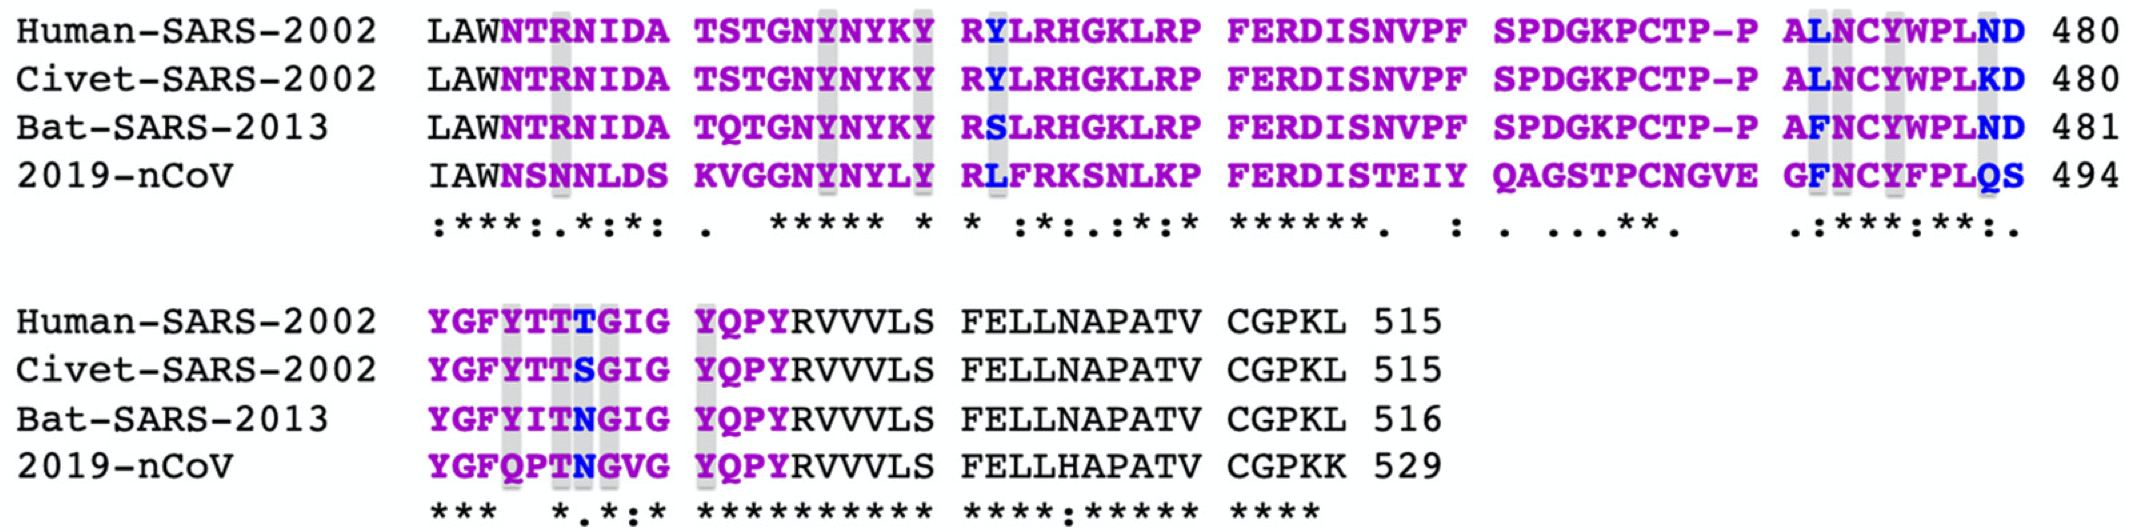 Human-SARS-2002 LAWNTRNIDA TSTGNYNYKY RYLRHGKLRP FERDISNVPF SPDGKPCTP-P ALNCYWPLND 480
Civet-SARS-2002 LAWNTRNIDA TSTGNYNYKY RYLRHGKLRP FERDISNVPF SPDGKPCTP-P ALNCYWPLKD 480
Bat-SARS-2013 LAWNTRNIDA TQTGNYNYKY RSLRHGKLRP FERDISNVPF SPDGKPCTP-P AFNCYWPLND 481
2019-nCoV IAWNSNNLDS KVGGNYNYLY RLFRKSNLKP FERDISTEIY QAGSTPCNGVE GFNCYFPLQS 494
:***:.*:*: .  ***** * * :*:.:*:* ******.  : . ...**.    .:***:**:.
Human-SARS-2002 YGFYTTTGIG YQPYRVVVLS FELLNAPATV CGPKL 515
Civet-SARS-2002 YGFYTTSGIG YQPYRVVVLS FELLNAPATV CGPKL 515
Bat-SARS-2013 YGFYITNGIG YQPYRVVVLS FELLNAPATV CGPKL 516
2019-nCoV YGFQPTNGVG YQPYRVVVLS FELLHAPATV CGPKK 529
***  *.*:* ********** ****:***** ****